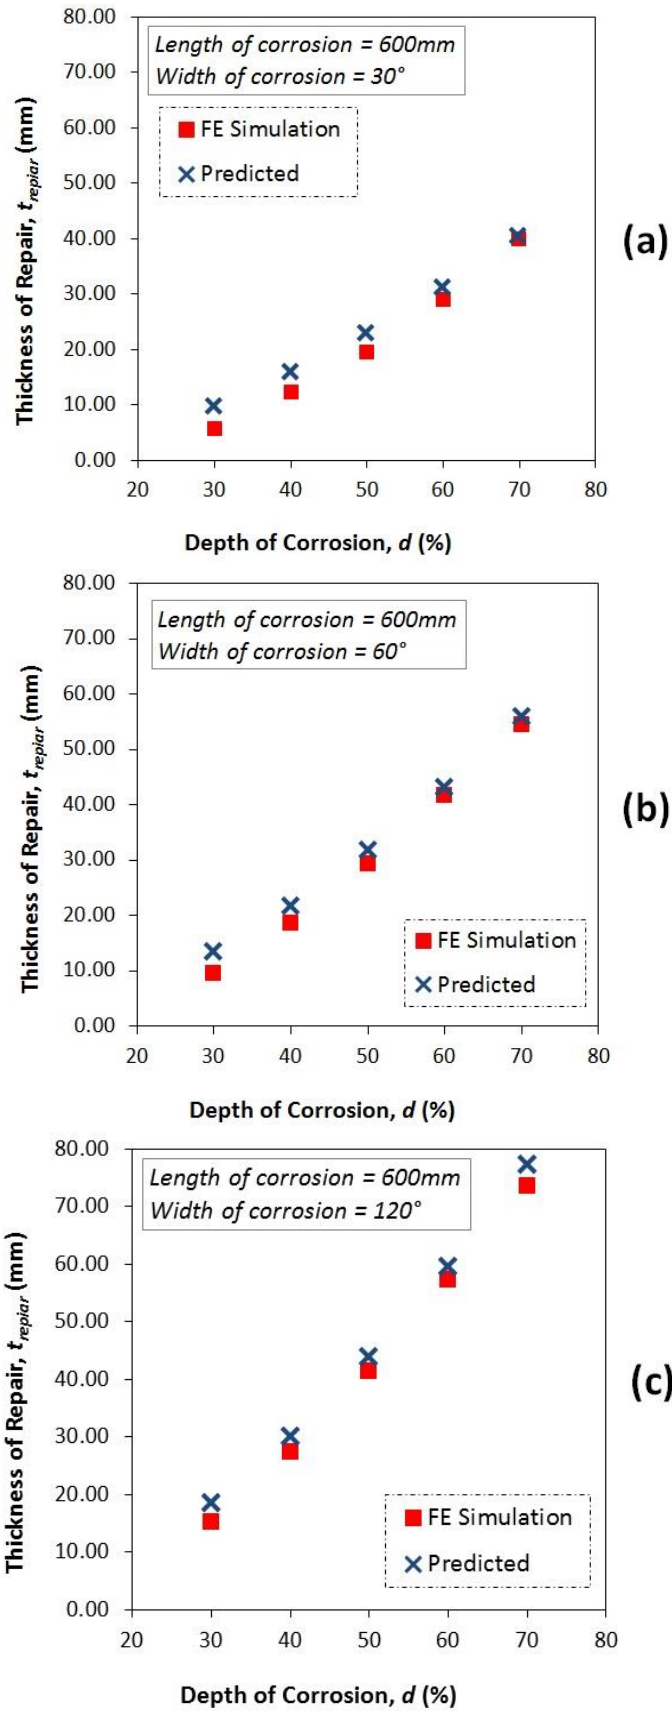 80.00
Length of corrosion = 600mm
Width of corrosion = 30°
70.00
FE Simulation
60.00
Predicted
50.00
40.00
30.00
20.00
10.00
0.00
20 30 40 50 60 70 80
Thickness of Repair, t_repiar (mm)
Depth of Corrosion, d (%)
(a)
80.00
Length of corrosion = 600mm
Width of corrosion = 60°
70.00
60.00
50.00
40.00
30.00
20.00
FE Simulation
10.00
Predicted
0.00
20 30 40 50 60 70 80
Thickness of Repair, t_repiar (mm)
Depth of Corrosion, d (%)
(b)
80.00
Length of corrosion = 600mm
Width of corrosion = 120°
70.00
60.00
50.00
40.00
30.00
20.00
FE Simulation
10.00
Predicted
0.00
20 30 40 50 60 70 80
Thickness of Repair, t_repiar (mm)
Depth of Corrosion, d (%)
(c)